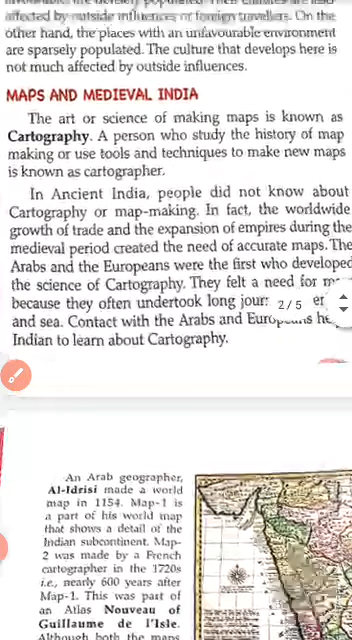 affected by outside influences or foreign travellers. On the
other hand, the places with an unfavourable environment
are sparsely populated. The culture that develops here is
not much affected by outside influences.
MAPS AND MEDIEVAL INDIA
The art or science of making maps is known as
Cartography. A person who study the history of map
making or use tools and techniques to make new maps
is known as cartographer.
In Ancient India, people did not know about
Cartography or map-making. In fact, the worldwide
growth of trade and the expansion of empires during the
medieval period created the need of accurate maps. The
Arabs and the Europeans were the first who developed
the science of Cartography. They felt a need for
because they often undertook long
2 / 5
and sea. Contact with the Arabs and
Indian to learn about Cartography.
An Arab geographer,
Al-Idrisi made a world
map in 1154. Map-1 is
a part of his world map
that shows a detail of the
Indian subcontinent. Map-
2 was made by a French
cartographer in the 1720s
i.e., nearly 600 years after
Map-1. This was part of
an Atlas Nouveau of
Guillaume de l'Isle.
Although both the maps